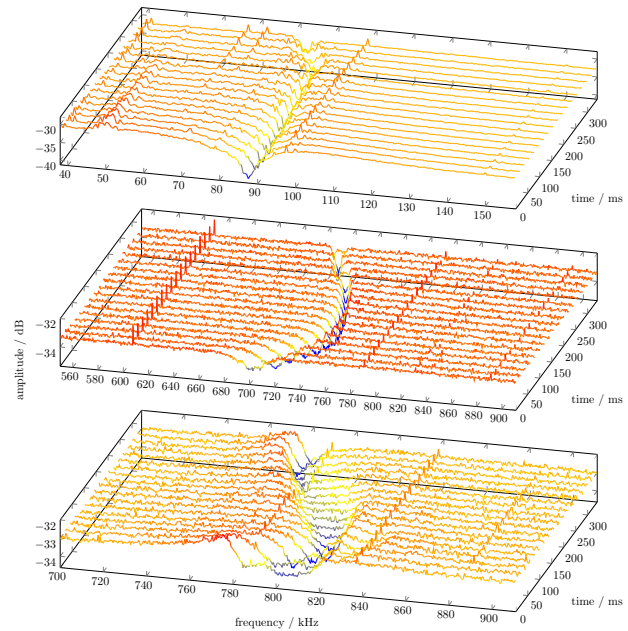 −30
−35
−40
40 50 60 70 80 90 100 110 120 130 140 150
0 50 100 150 200 250 300
time / ms
amplitude / dB
−32
−34
560 580 600 620 640 660 680 700 720 740 760 780 800 820 840 860 880 900
0 50 100 150 200 250 300
time / ms
−32
−33
−34
700 720 740 760 780 800 820 840 860 880 900
0 50 100 150 200 250 300
time / ms
frequency / kHz